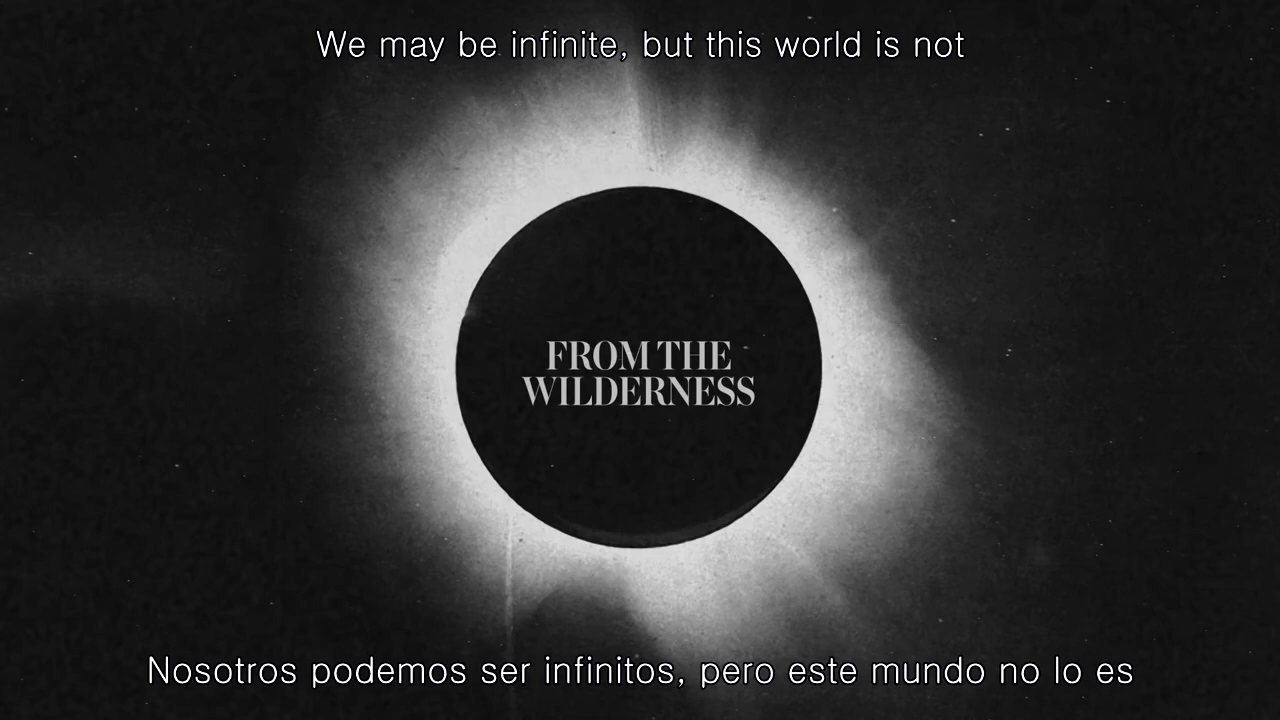 We may be infinite, but this world is not
FROM THE
WILDERNESS
Nosotros podemos ser infinitos, pero este mundo no lo es